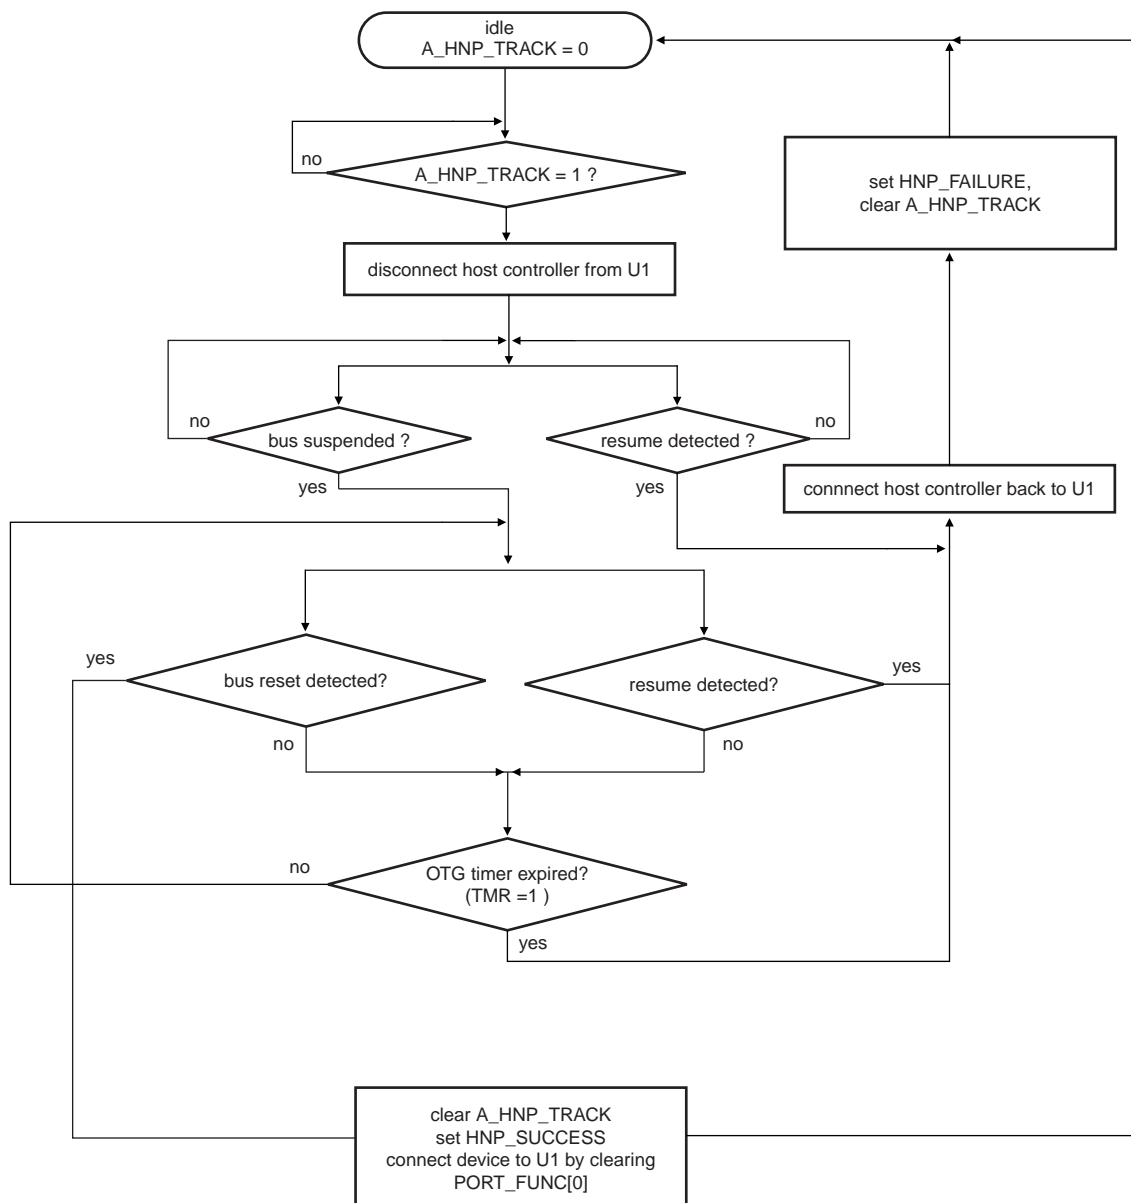 idle
A_HNP_TRACK = 0
no
A_HNP_TRACK = 1 ?
set HNP_FAILURE,
clear A_HNP_TRACK
disconnect host controller from U1
no
bus suspended ?
resume detected ?
no
yes
yes
connnect host controller back to U1
yes
bus reset detected?
resume detected?
yes
no
no
no
OTG timer expired?
(TMR =1 )
yes
clear A_HNP_TRACK
set HNP_SUCCESS
connect device to U1 by clearing
PORT_FUNC[0]